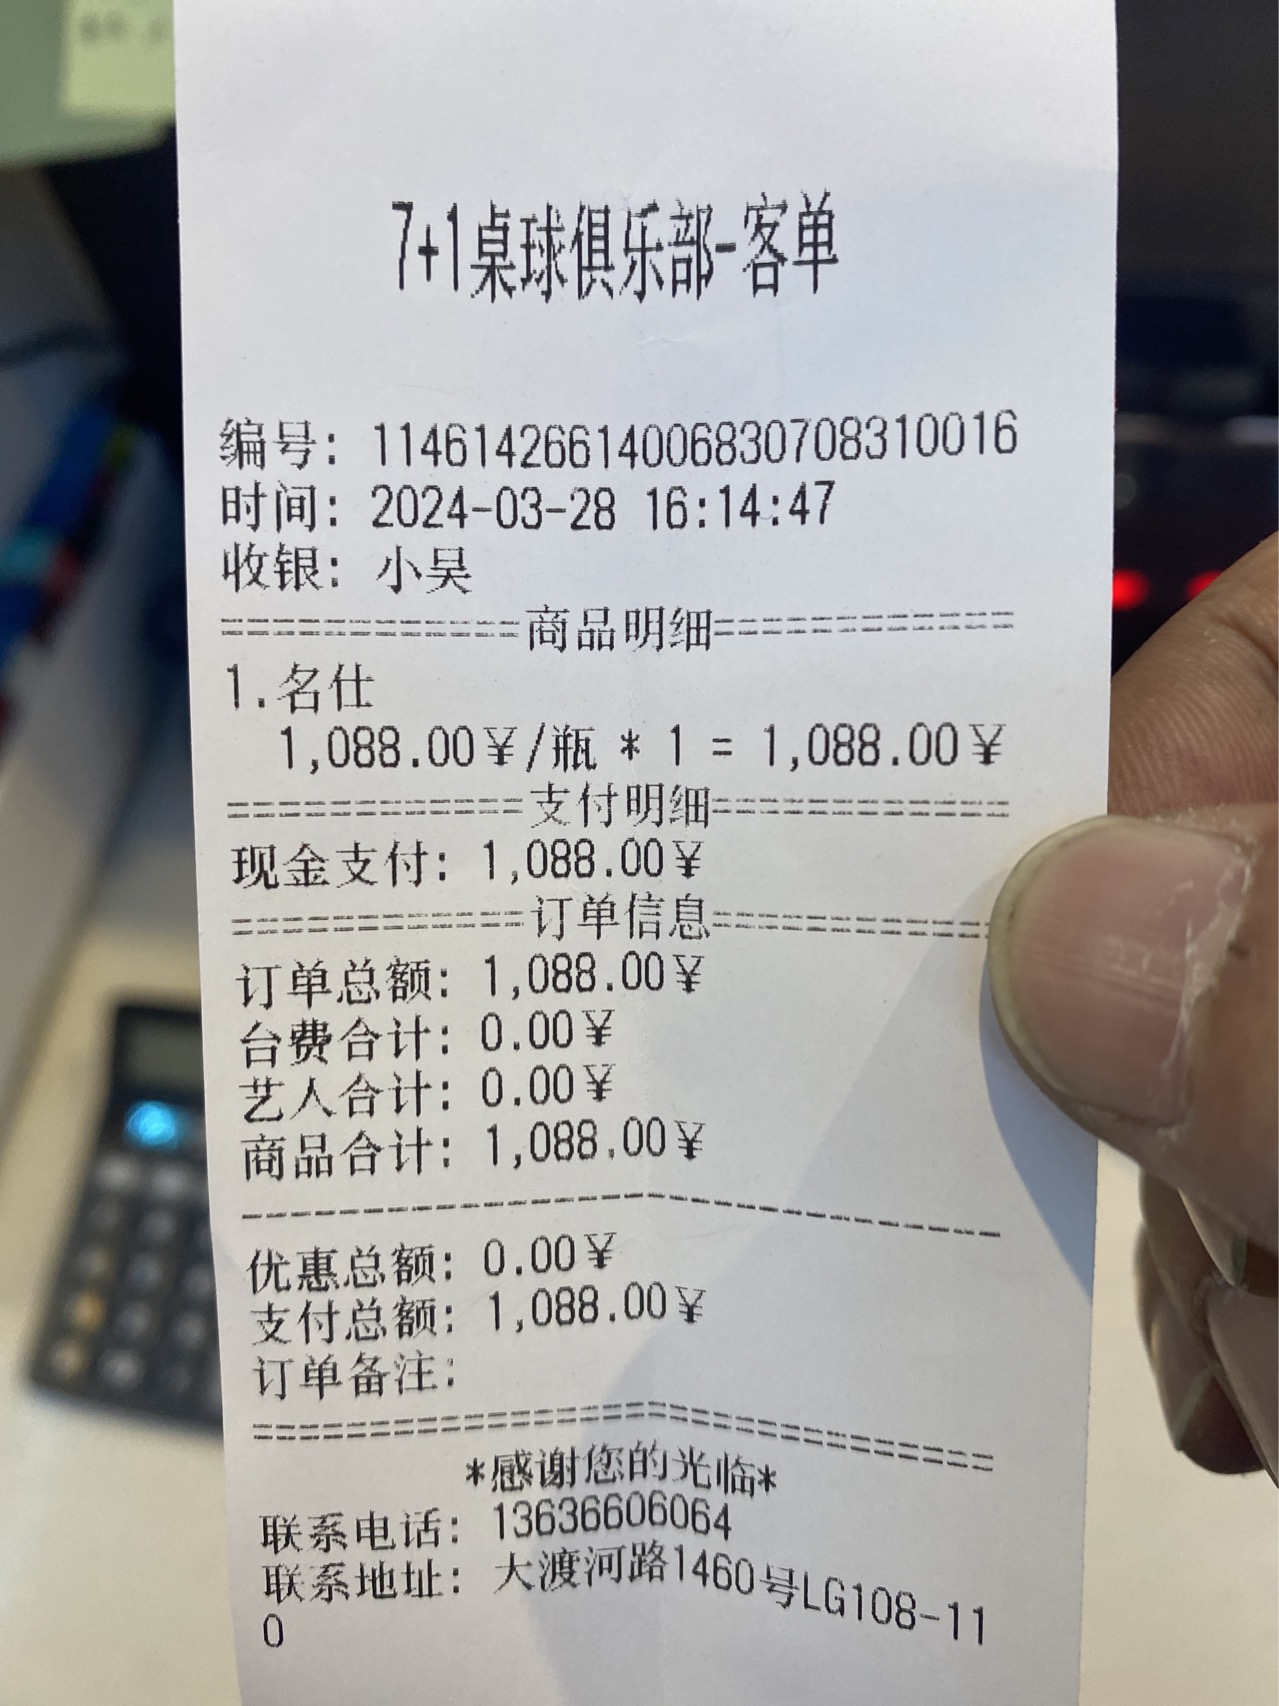 7+1桌球俱乐部-客单
编号: 1146142661400683070831​0016
时间: 2024-03-28 16:14:47
收银: 小吴
============商品明细============
1.名仕
1,088.00¥/瓶 * 1 = 1,088.00¥
============支付明细============
现金支付: 1,088.00¥
============订单信息============
订单总额: 1,088.00¥
台费合计: 0.00¥
艺人合计: 0.00¥
商品合计: 1,088.00¥
--------------------------------
优惠总额: 0.00¥
支付总额: 1,088.00¥
订单备注:
================================
*感谢您的光临*
联系电话: 13636606064
联系地址: 大渡河路1460号LG108-11
0